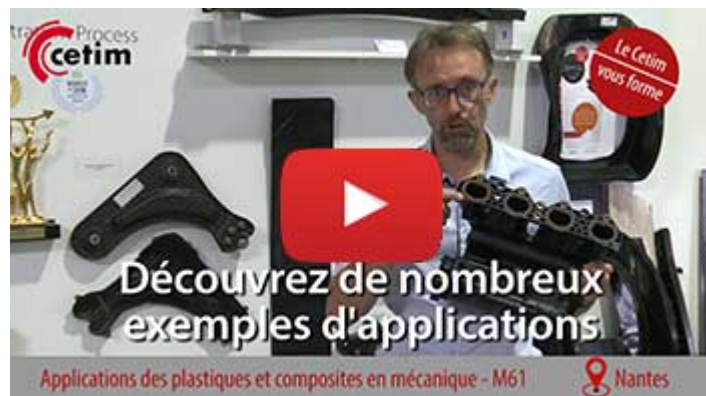 Process
cetim
Le Cetim
vous forme
Découvrez de nombreux
exemples d'applications
Applications des plastiques et composites en mécanique - M61
Nantes